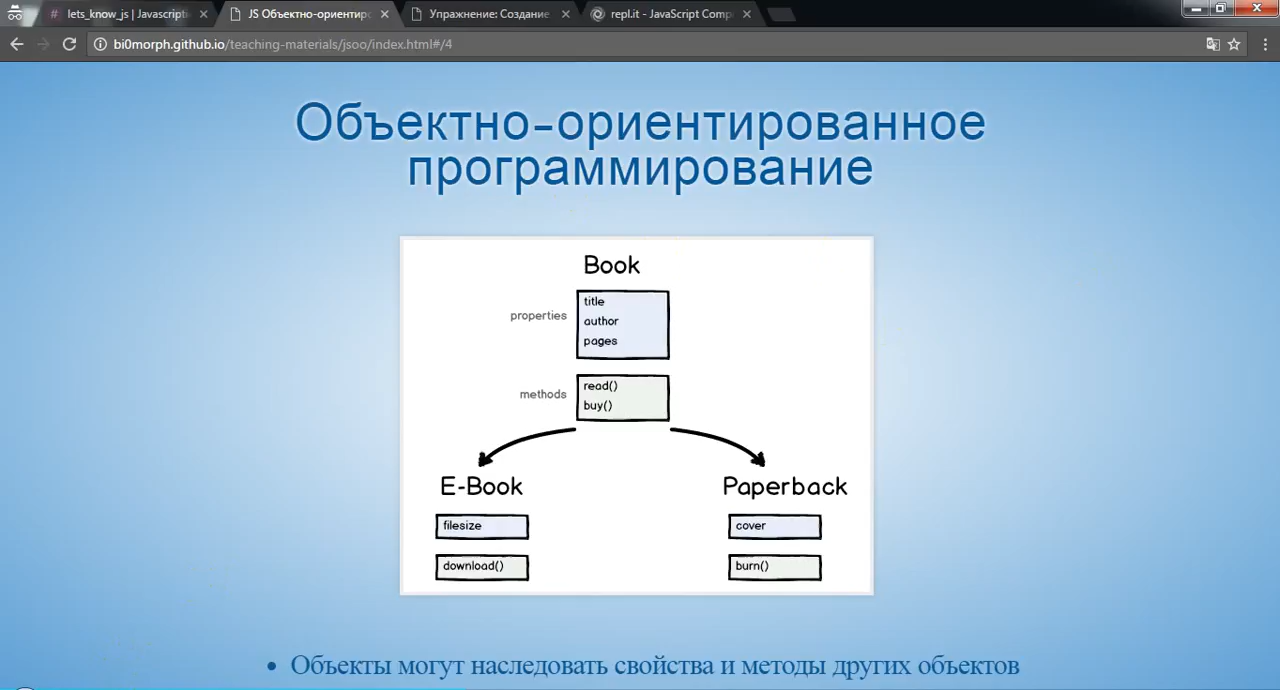 lets_know_js | Javascript
JS Объектно-ориентиро
Упражнение: Создание
repl.it - JavaScript Comp
bi0morph.github.io/teaching-materials/jsoo/index.html#/4
Объектно-ориентированное
программирование
Book
properties
title
author
pages
methods
read()
buy()
E-Book
Paperback
filesize
cover
download()
burn()
• Объекты могут наследовать свойства и методы других объектов